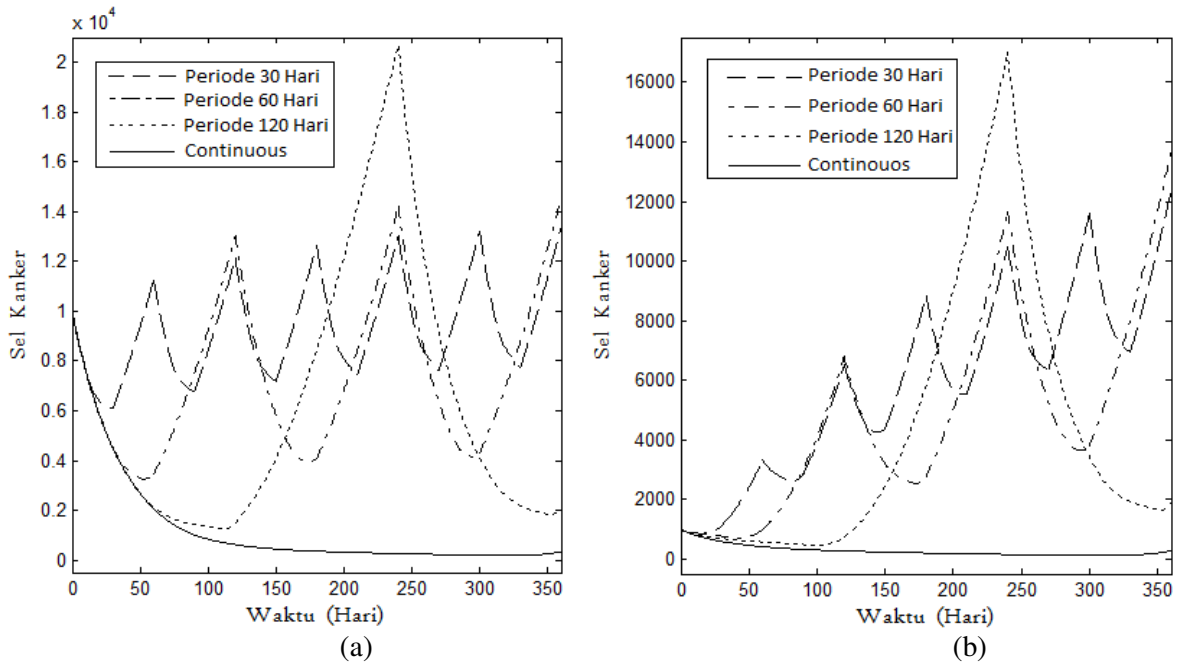 x 10⁴
2
1.8
1.6
1.4
1.2
1
0.8
0.6
0.4
0.2
0
Sel Kanker
Periode 30 Hari
Periode 60 Hari
Periode 120 Hari
Continuous
0 50 100 150 200 250 300 350
Waktu (Hari)
(a)
16000
14000
12000
10000
8000
6000
4000
2000
0
Sel Kanker
Periode 30 Hari
Periode 60 Hari
Periode 120 Hari
Continouos
0 50 100 150 200 250 300 350
Waktu (Hari)
(b)